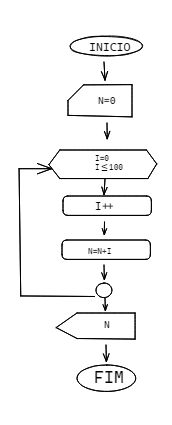 INICIO
N=0
I=0
I≤100
I++
N=N+I
N
FIM